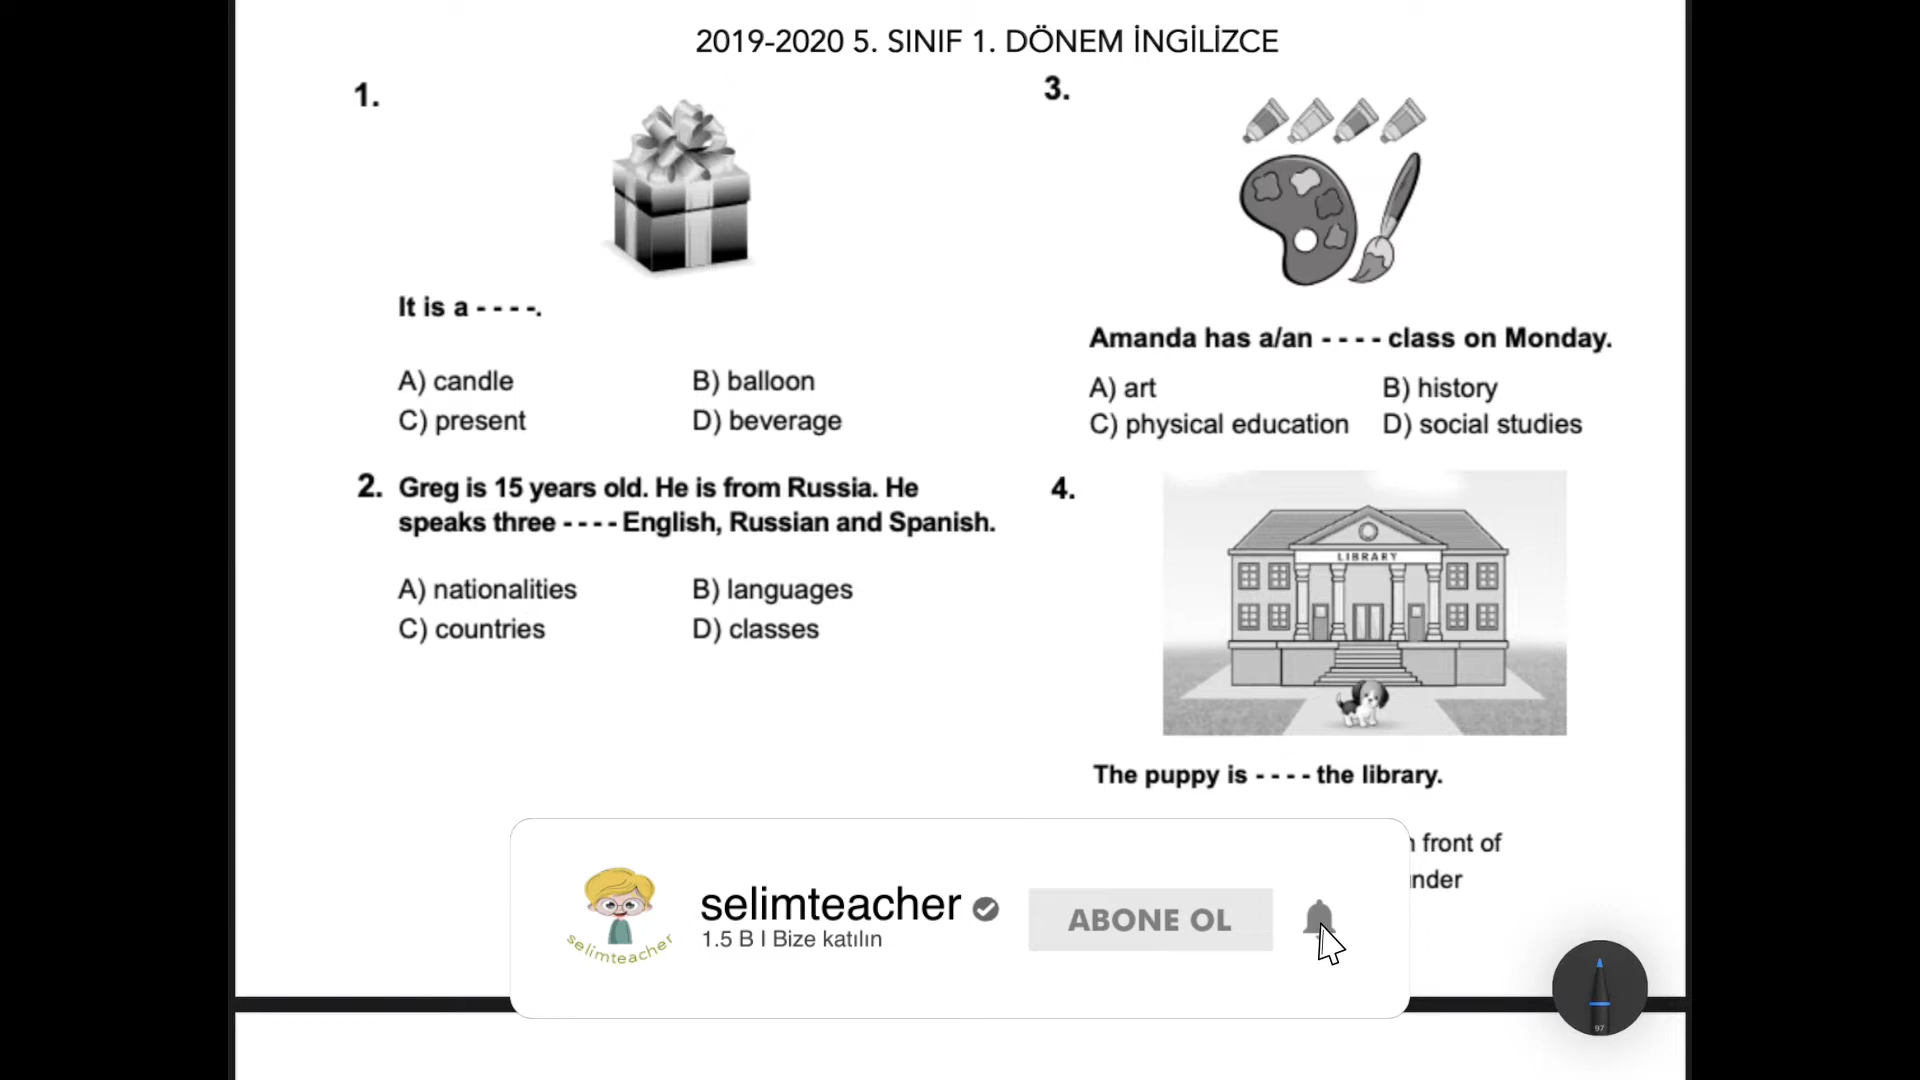 2019-2020 5. SINIF 1. DÖNEM İNGİLİZCE
1.
It is a - - - -.
A) candle B) balloon
C) present D) beverage
2. Greg is 15 years old. He is from Russia. He
speaks three - - - - English, Russian and Spanish.
A) nationalities B) languages
C) countries D) classes
3.
Amanda has a/an - - - - class on Monday.
A) art B) history
C) physical education D) social studies
4.
LIBRARY
The puppy is - - - - the library.
front of
selimteacher
selimteacher
1.5 B I Bize katılın
ABONE OL
97